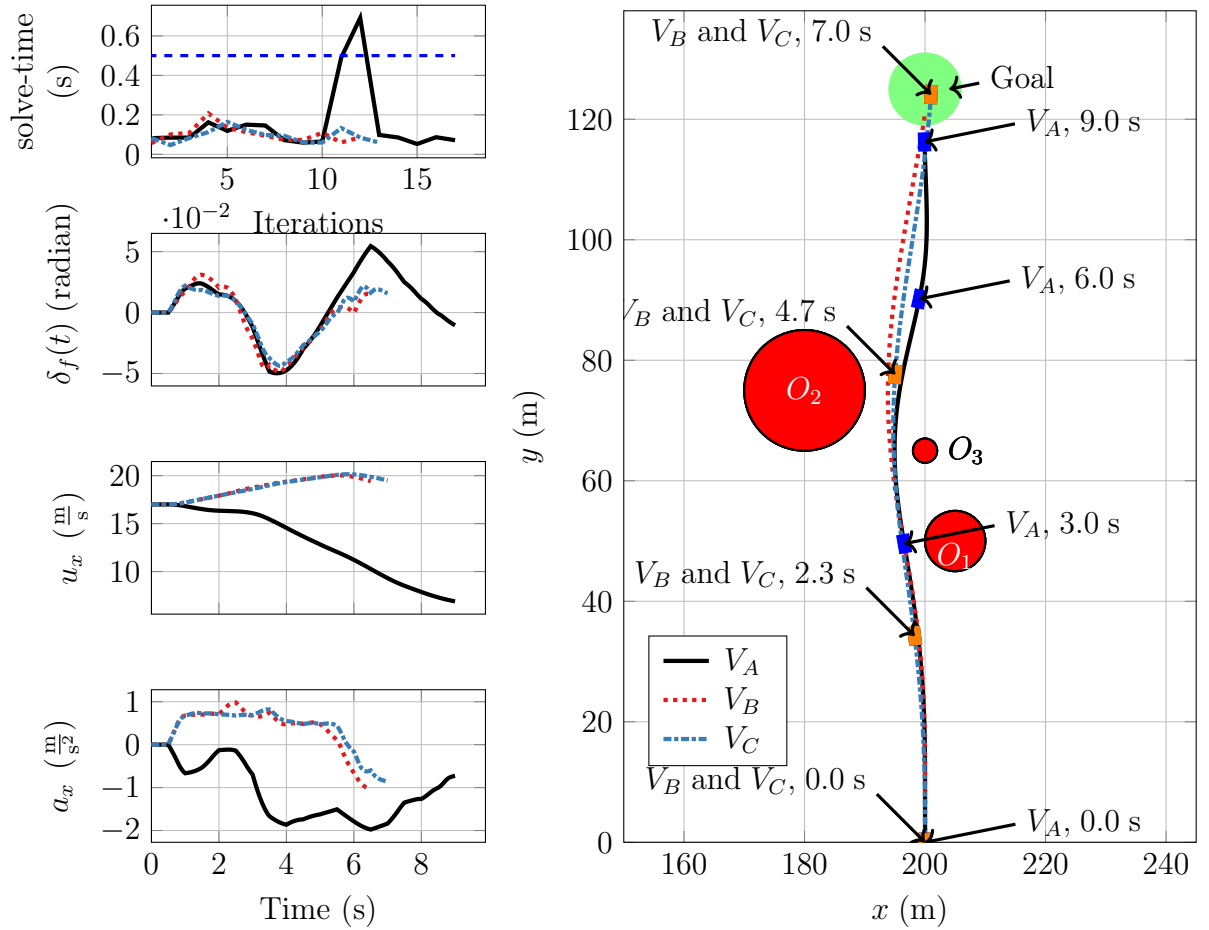 solve-time
(s)
0.6
0.4
0.2
0
5
10
15
Iterations
·10⁻²
δ_f(t) (radian)
5
0
−5
u_x (m/s)
20
15
10
a_x (m/s²)
1
0
−1
−2
0
2
4
6
8
Time (s)
y (m)
120
100
80
60
40
20
0
160
180
200
220
240
x (m)
V_B and V_C, 7.0 s
Goal
V_A, 9.0 s
V_A, 6.0 s
V_B and V_C, 4.7 s
O_2
O_3
V_A, 3.0 s
O_1
V_B and V_C, 2.3 s
V_A
V_B
V_C
V_B and V_C, 0.0 s
V_A, 0.0 s